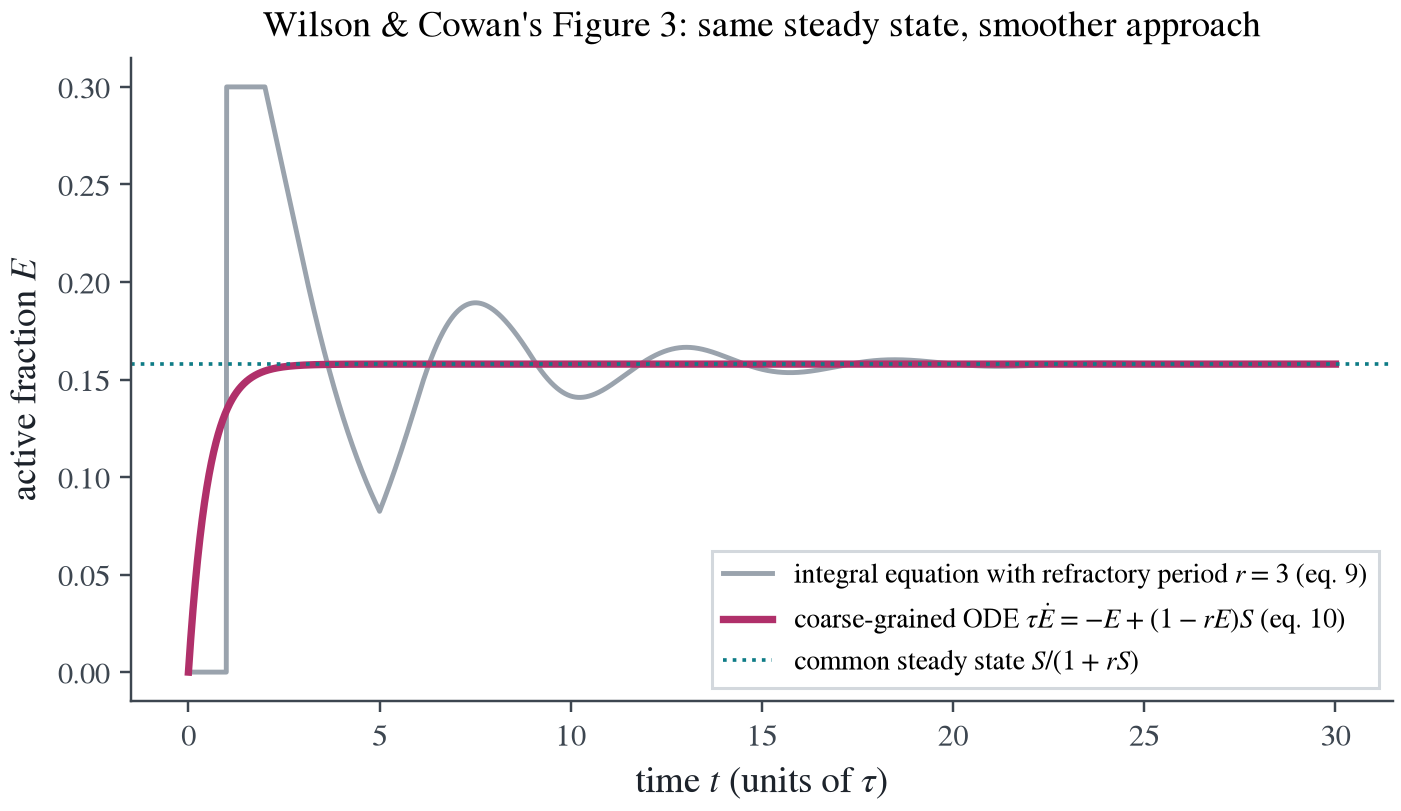 Wilson & Cowan's Figure 3: same steady state, smoother approach
active fraction E
0.30
0.25
0.20
0.15
0.10
0.05
0.00
integral equation with refractory period r = 3 (eq. 9)
coarse-grained ODE τĖ = −E + (1 − rE)S (eq. 10)
common steady state S/(1 + rS)
0 5 10 15 20 25 30
time t (units of τ)